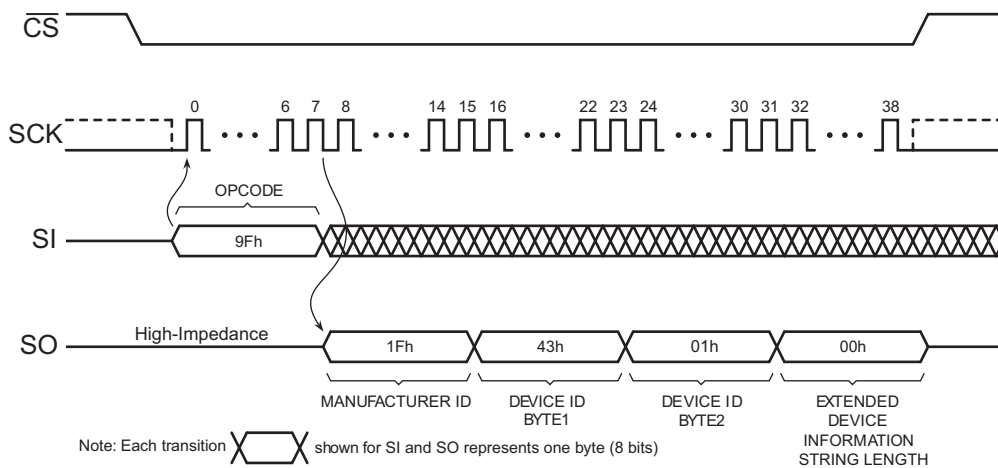 CS
0 6 7 8 14 15 16 22 23 24 30 31 32 38
SCK
OPCODE
SI
9Fh
High-Impedance
SO
1Fh 43h 01h 00h
MANUFACTURER ID
DEVICE ID
BYTE1
DEVICE ID
BYTE2
EXTENDED
DEVICE
INFORMATION
STRING LENGTH
Note: Each transition shown for SI and SO represents one byte (8 bits)